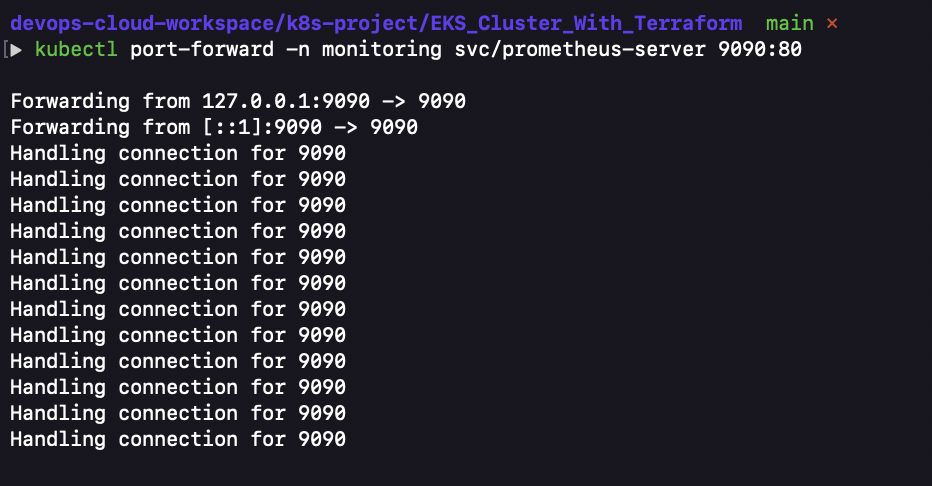 devops-cloud-workspace/k8s-project/EKS_Cluster_With_Terraform main ×
[▶ kubectl port-forward -n monitoring svc/prometheus-server 9090:80
Forwarding from 127.0.0.1:9090 -> 9090
Forwarding from [::1]:9090 -> 9090
Handling connection for 9090
Handling connection for 9090
Handling connection for 9090
Handling connection for 9090
Handling connection for 9090
Handling connection for 9090
Handling connection for 9090
Handling connection for 9090
Handling connection for 9090
Handling connection for 9090
Handling connection for 9090
Handling connection for 9090